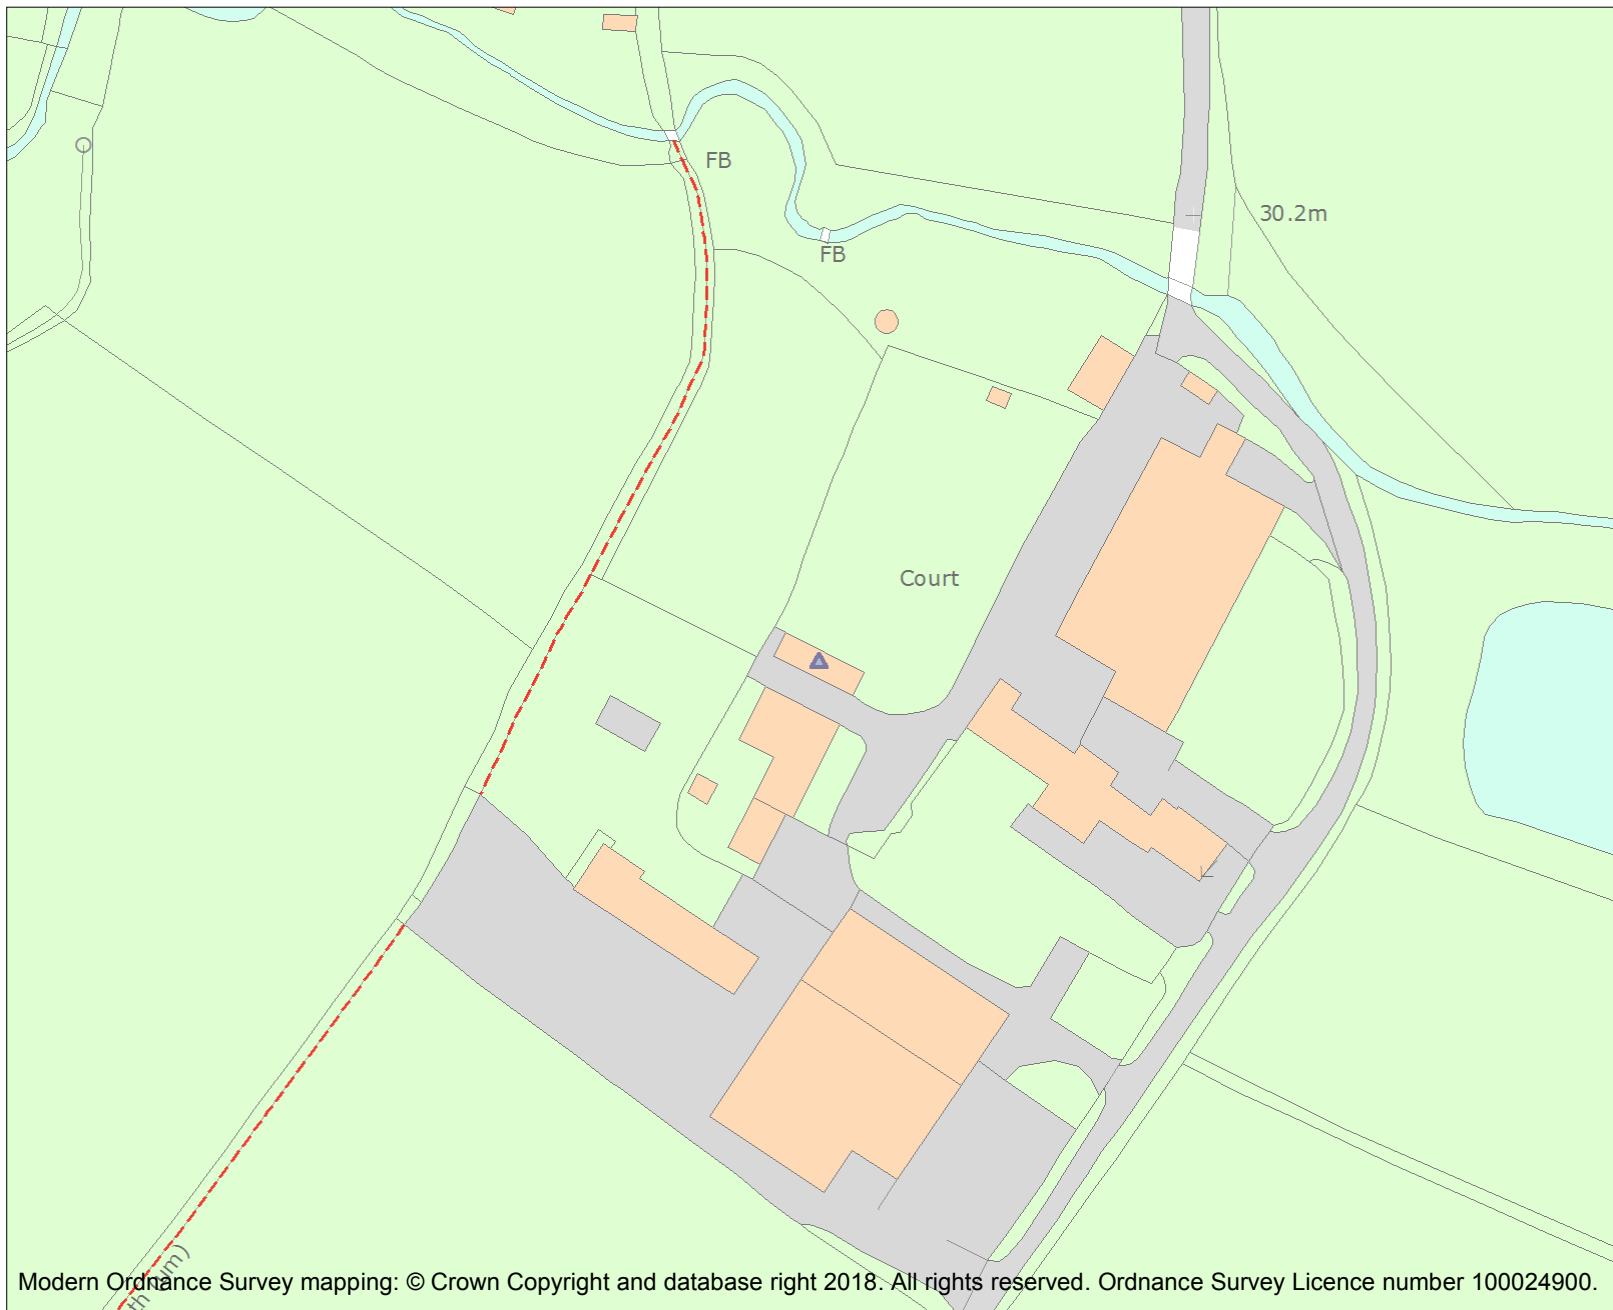 FB
30.2m
FB
Court
Modern Ordnance Survey mapping: © Crown Copyright and database right 2018. All rights reserved. Ordnance Survey Licence number 100024900.